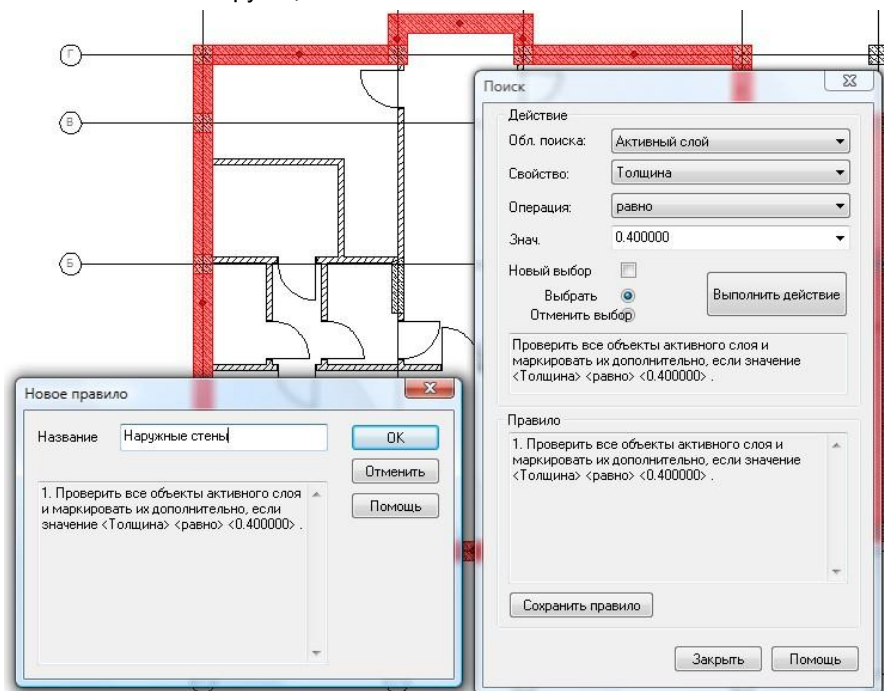 Г
В
Б
Поиск
Действие
Обл. поиска: Активный слой
Свойство: Толщина
Операция: равно
Знач. 0.400000
Новый выбор
Выбрать
Отменить выбор
Выполнить действие
Проверить все объекты активного слоя и
маркировать их дополнительно, если значение
<Толщина> <равно> <0.400000> .
Правило
1. Проверить все объекты активного слоя и
маркировать их дополнительно, если значение
<Толщина> <равно> <0.400000> .
Сохранить правило
Закрыть Помощь
Новое правило
Название Наружные стены
OK
Отменить
Помощь
1. Проверить все объекты активного слоя
и маркировать их дополнительно, если
значение <Толщина> <равно> <0.400000> .